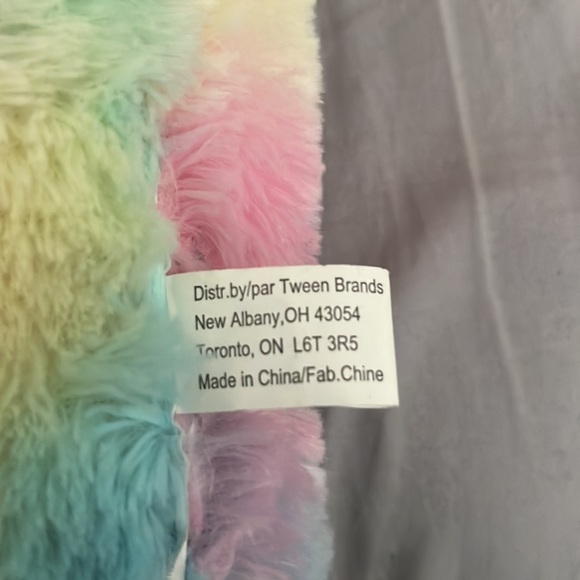 Distr.by/par Tween Brands
New Albany,OH 43054
Toronto, ON L6T 3R5
Made in China/Fab.Chine